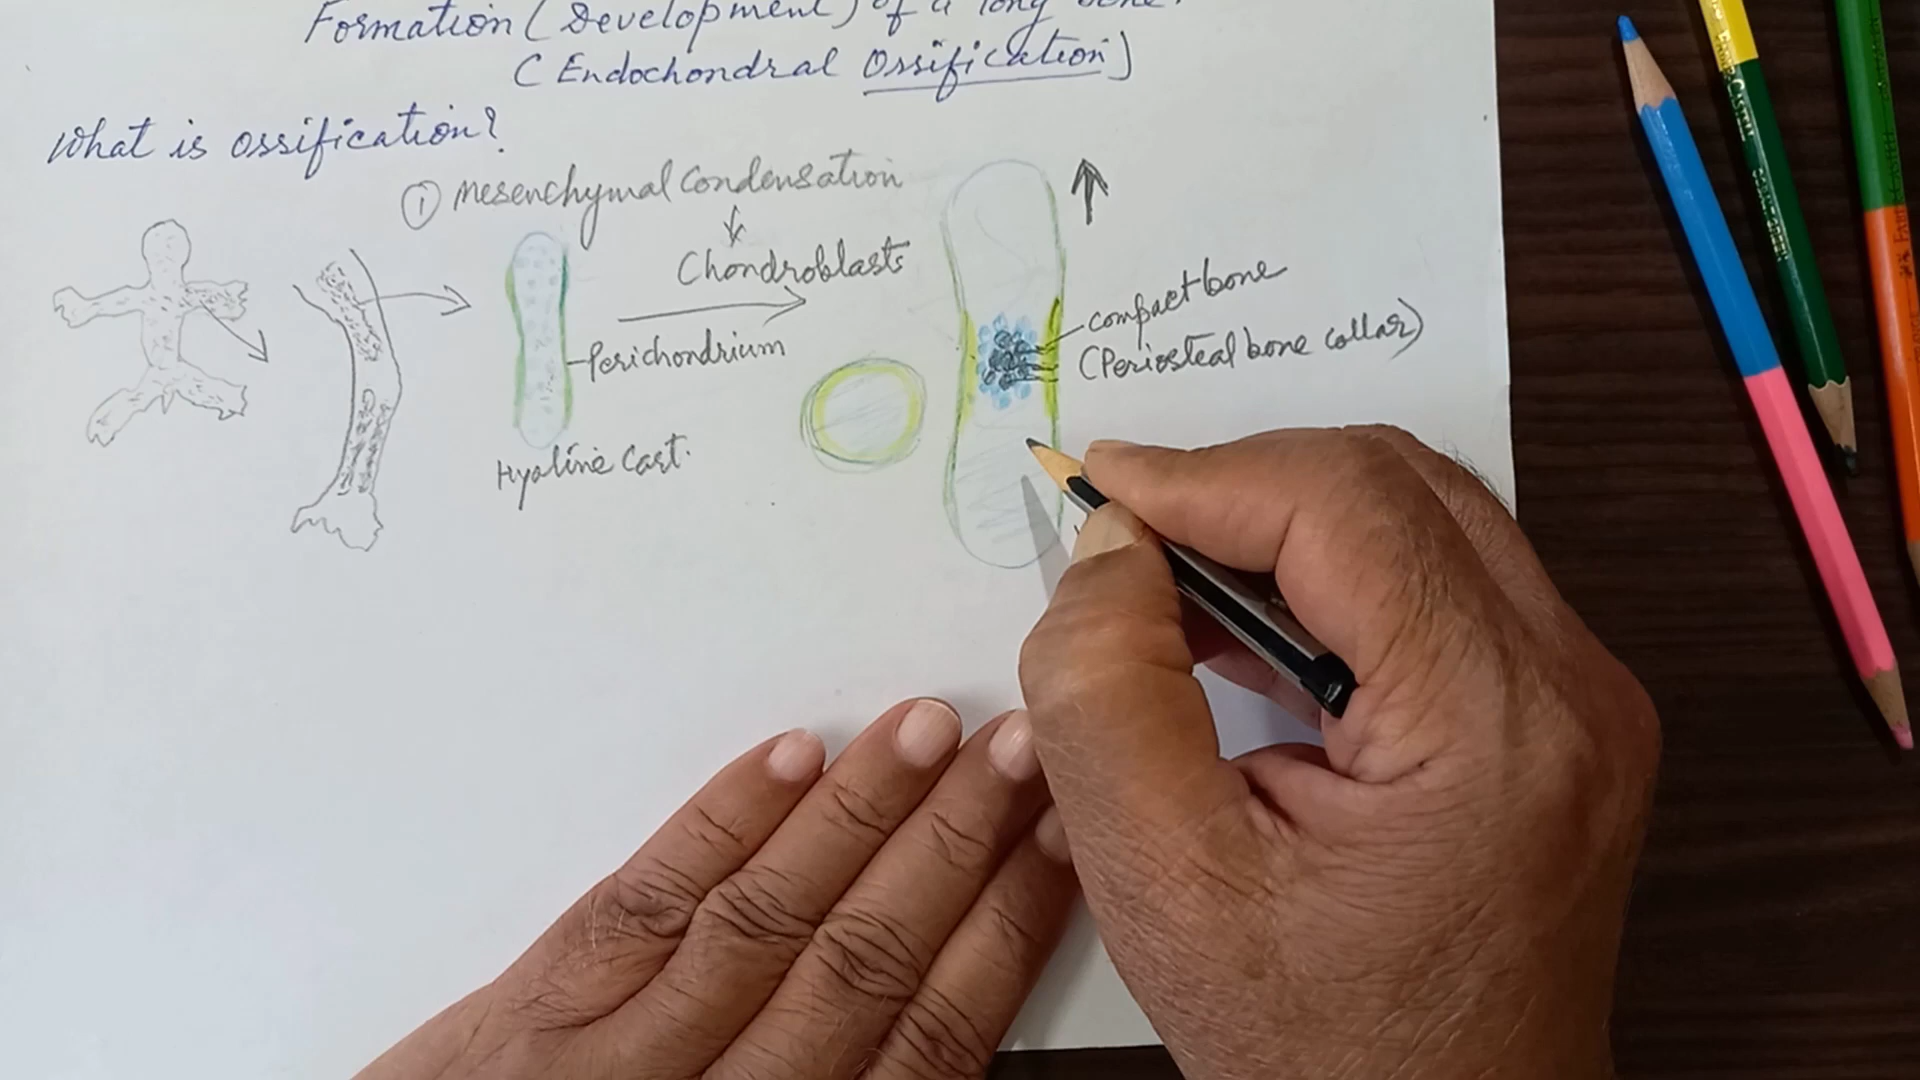 Formation (Development) of a long bone.
(Endochondral Ossification)
What is ossification?
① Mesenchymal Condensation
Chondroblasts
Perichondrium
Hyaline Cart.
compact bone
(Periosteal bone collar)